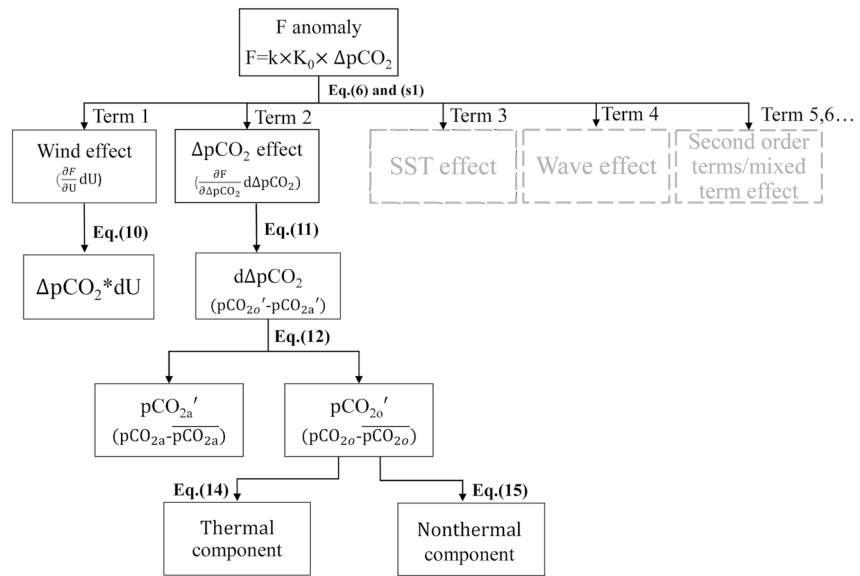 F anomaly
F=k×K₀× ΔpCO₂
Eq.(6) and (s1)
Term 1
Term 2
Term 3
Term 4
Term 5,6...
Wind effect
(∂F/∂U dU)
ΔpCO₂ effect
(∂F/∂ΔpCO₂ dΔpCO₂)
SST effect
Wave effect
Second order
terms/mixed
term effect
Eq.(10)
Eq.(11)
ΔpCO₂*dU
dΔpCO₂
(pCO₂ₒ′-pCO₂ₐ′)
Eq.(12)
pCO₂ₐ′
(pCO₂ₐ-p̅C̅O̅₂̅ₐ̅)
pCO₂ₒ′
(pCO₂ₒ-p̅C̅O̅₂̅ₒ̅)
Eq.(14)
Eq.(15)
Thermal
component
Nonthermal
component